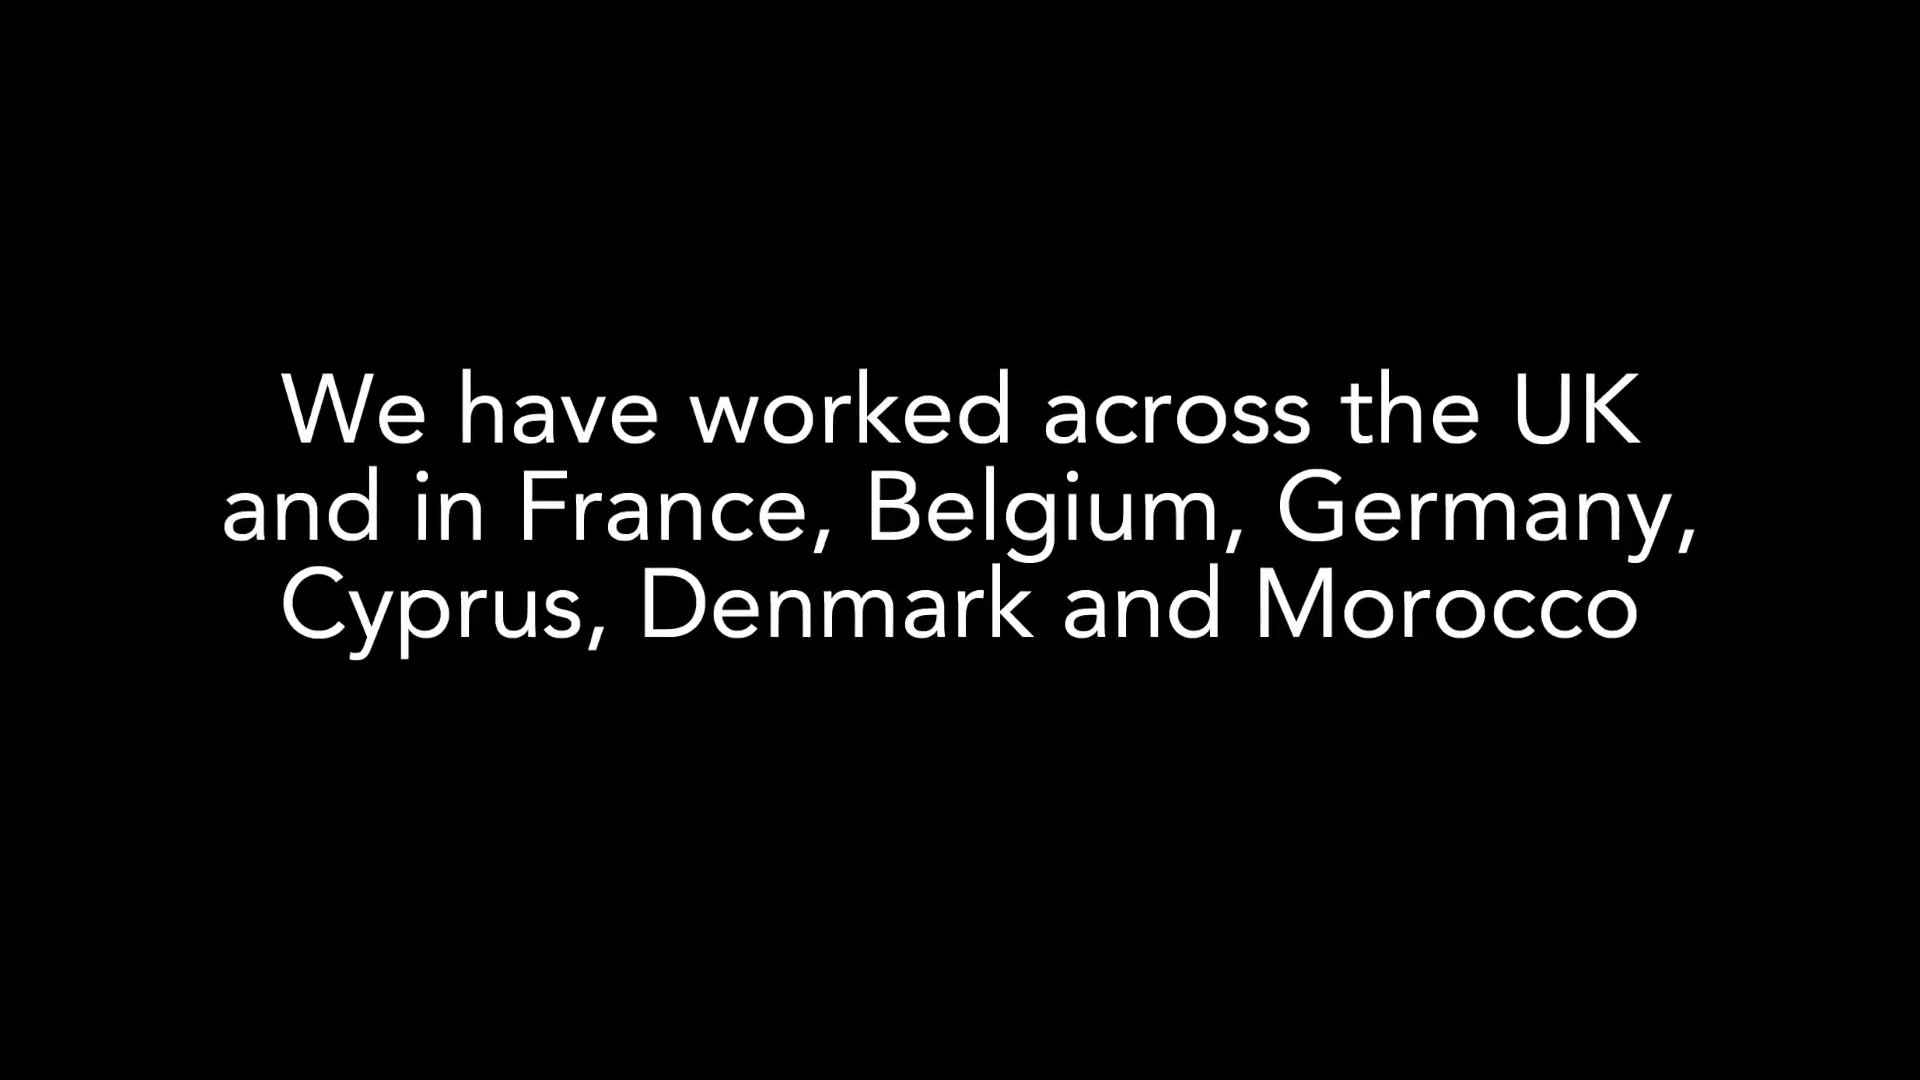 We have worked across the UK
and in France, Belgium, Germany,
Cyprus, Denmark and Morocco